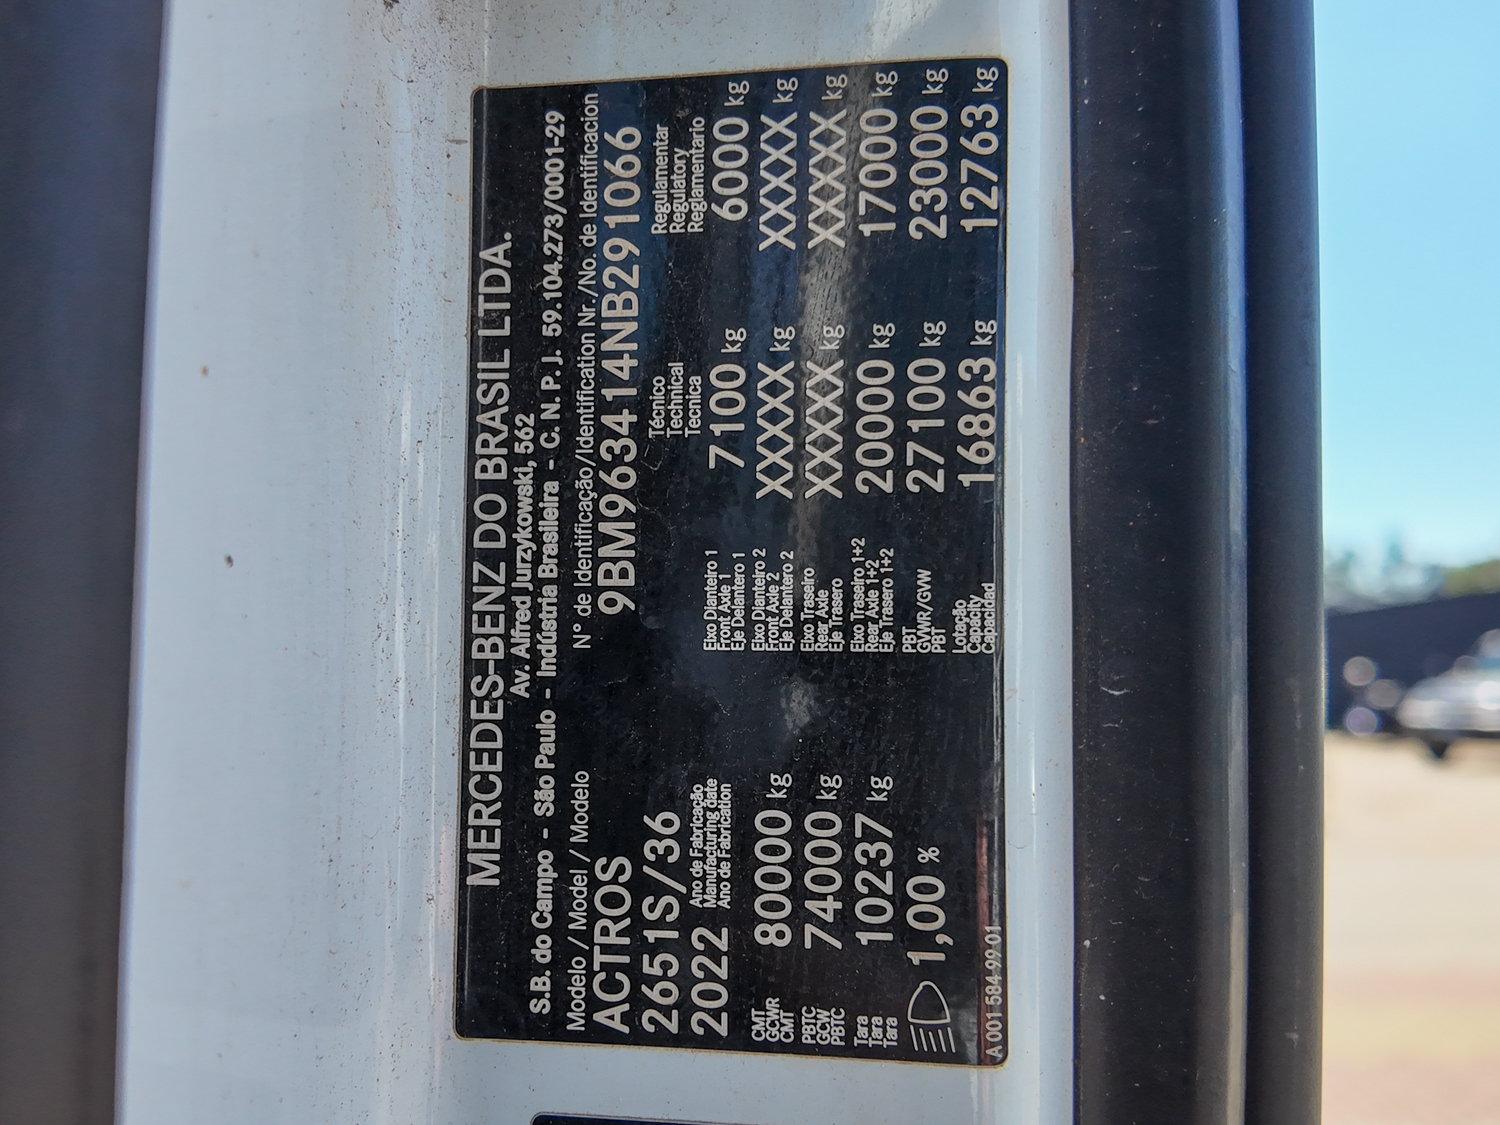 MERCEDES-BENZ DO BRASIL LTDA.
Av. Alfred Jurzykowski, 562
S.B. do Campo - São Paulo - Indústria Brasileira - C. N. P. J. 59.104.273/0001-29
Modelo / Model / Modelo
N° de Identificação/Identification Nr./No. de Identificacion
ACTROS
9BM963414NB291066
2651S/36
2022 Ano de Fabricação
Manufacturing date
Ano de Fabrication
Técnico
Technical
Tecnica
Regulamentar
Regulatory
Reglamentario
Eixo Dianteiro 1
Front Axle 1
Eje Delantero 1
7100 kg 6000 kg
CMT
GCWR
CMT
80000 kg
Eixo Dianteiro 2
Front Axle 2
Eje Delantero 2
XXXXX kg XXXXX kg
PBTC
GCW
PBTC
74000 kg
Eixo Traseiro
Rear Axle
Eje Trasero
XXXXX kg XXXXX kg
Tara
Tara
Tara
10237 kg
Eixo Traseiro 1+2
Rear Axle 1+2
Eje Trasero 1+2
20000 kg 17000 kg
1,00 %
PBT
GVWR/GVW
PBT
27100 kg 23000 kg
Lotação
Capacity
Capacidad
16863 kg 12763 kg
A 001 584 99 01